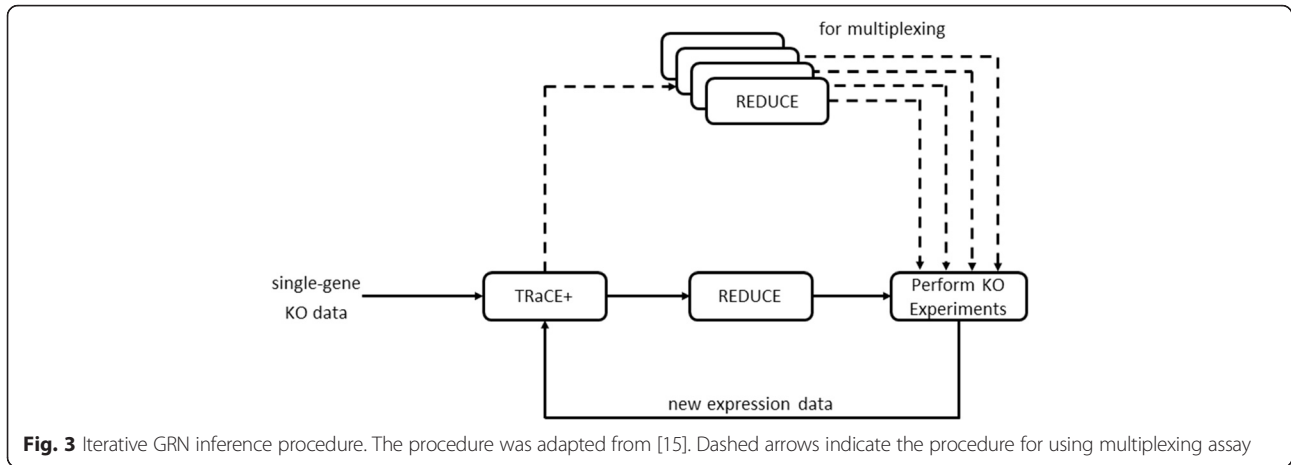 for multiplexing
REDUCE
single-gene
KO data
TRaCE+
REDUCE
Perform KO
Experiments
new expression data
Fig. 3 Iterative GRN inference procedure. The procedure was adapted from [15]. Dashed arrows indicate the procedure for using multiplexing assay